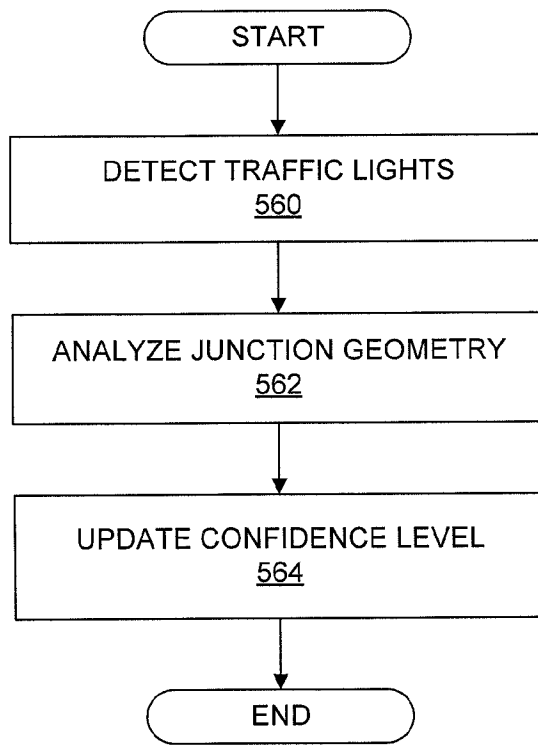 START
DETECT TRAFFIC LIGHTS
560
ANALYZE JUNCTION GEOMETRY
562
UPDATE CONFIDENCE LEVEL
564
END